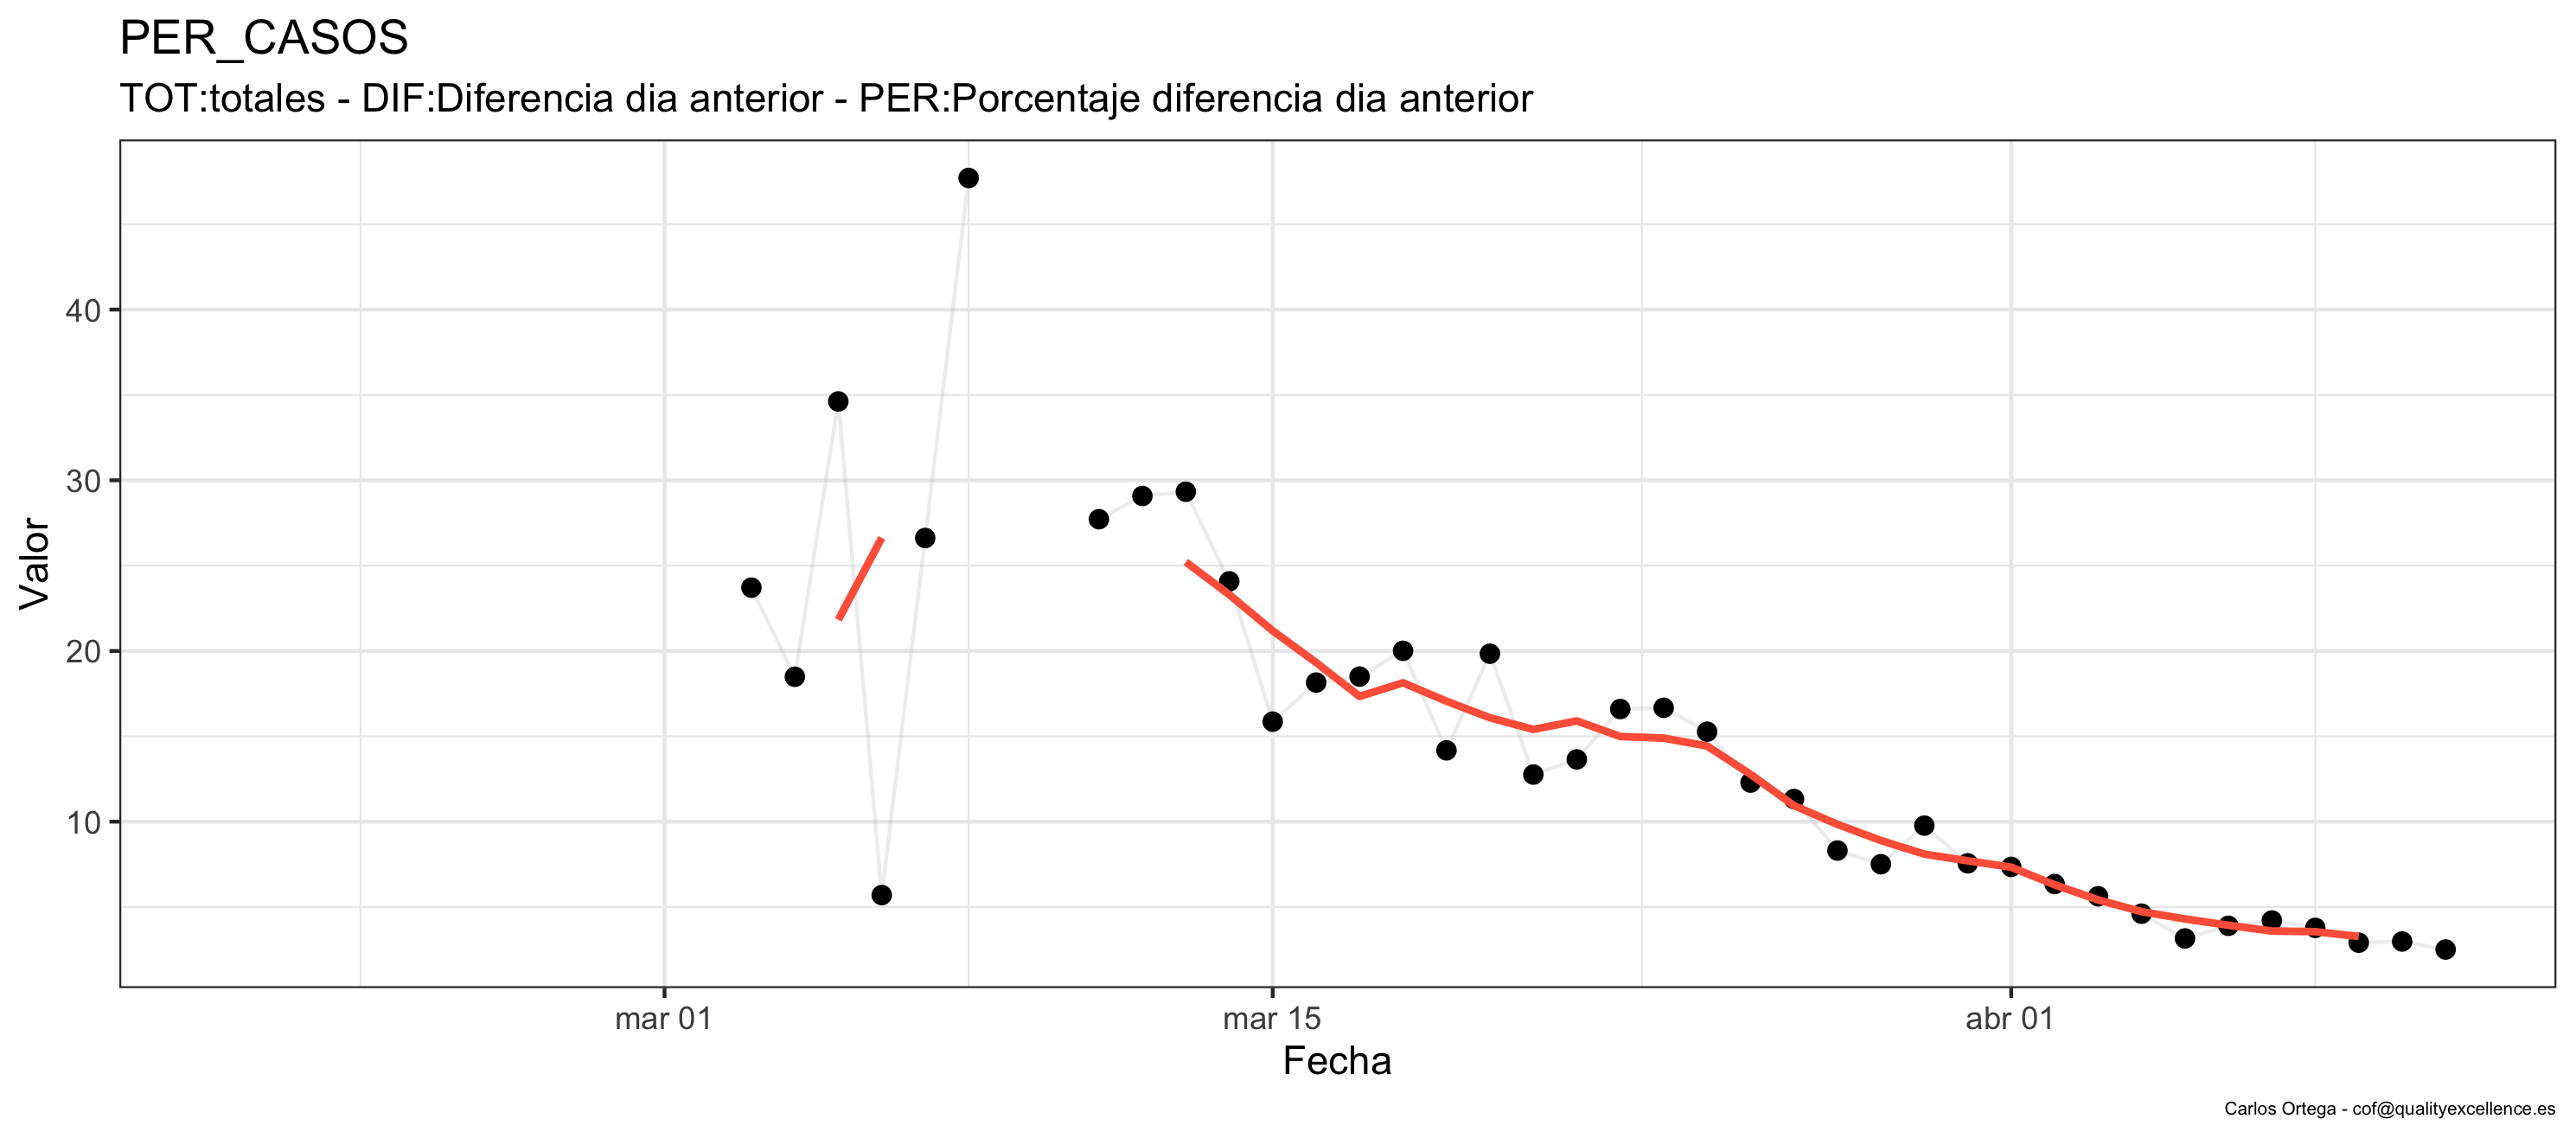 PER_CASOS
TOT:totales - DIF:Diferencia dia anterior - PER:Porcentaje diferencia dia anterior
Valor
40
30
20
10
mar 01
mar 15
abr 01
Fecha
Carlos Ortega - cof@qualityexcellence.es